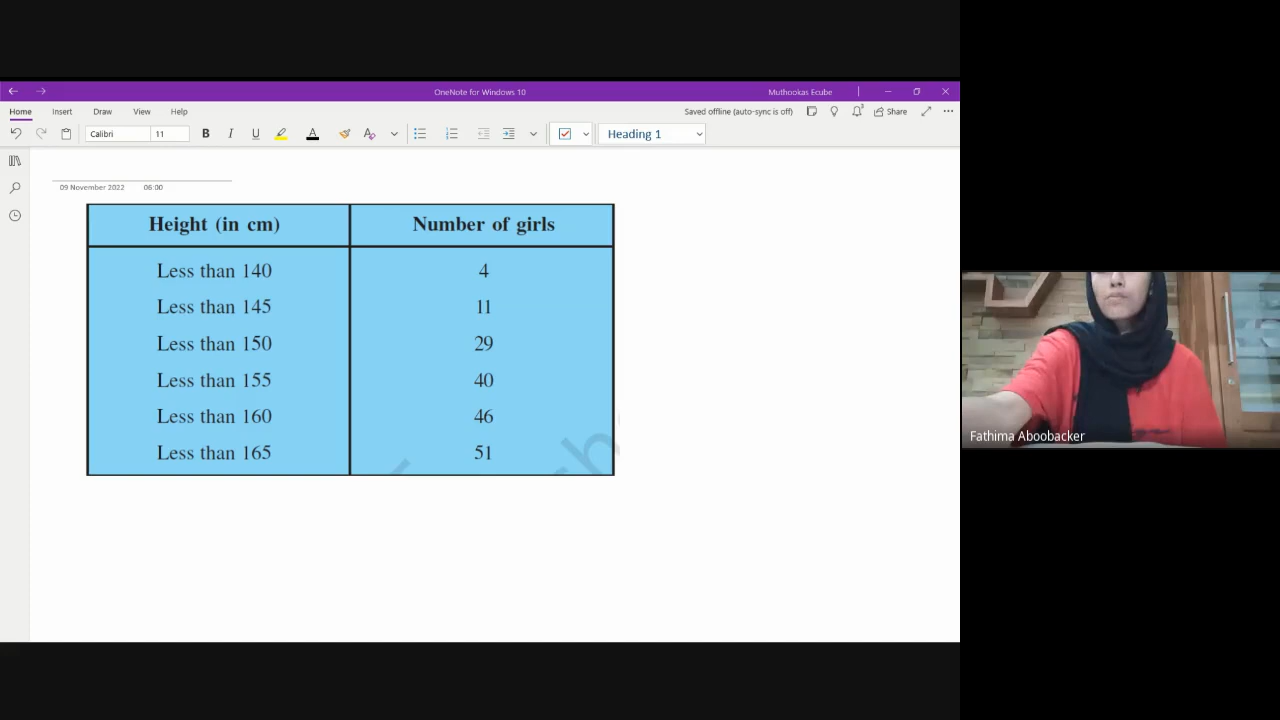 OneNote for Windows 10
Muthookas Ecube
Home Insert Draw View Help
Saved offline (auto-sync is off)
Share
Calibri 11 B I U A Heading 1
09 November 2022 06:00
Height (in cm) Number of girls
Less than 140 4
Less than 145 11
Less than 150 29
Less than 155 40
Less than 160 46
Less than 165 51
Fathima Aboobacker